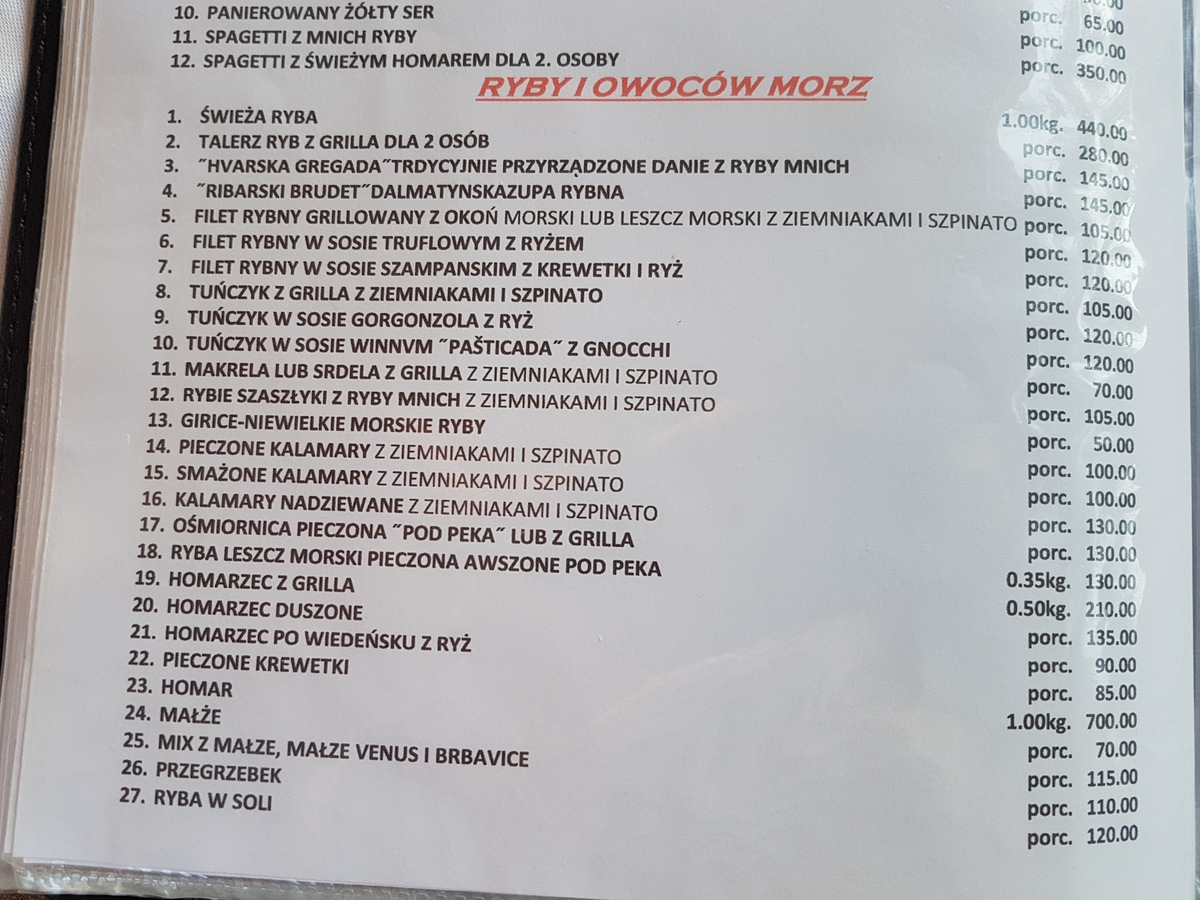 10. PANIEROWANY ŻÓŁTY SER porc. 65.00
11. SPAGETTI Z MNICH RYBY porc. 100.00
12. SPAGETTI Z ŚWIEŻYM HOMAREM DLA 2. OSOBY porc. 350.00
RYBY I OWOCÓW MORZ
1. ŚWIEŻA RYBA 1.00kg. 440.00
2. TALERZ RYB Z GRILLA DLA 2 OSÓB porc. 280.00
3. ˝HVARSKA GREGADA˝TRDYCYJNIE PRZYRZĄDZONE DANIE Z RYBY MNICH porc. 145.00
4. ˝RIBARSKI BRUDET˝DALMATYNSKAZUPA RYBNA porc. 145.00
5. FILET RYBNY GRILLOWANY Z OKOŃ MORSKI LUB LESZCZ MORSKI Z ZIEMNIAKAMI I SZPINATO porc. 105.00
6. FILET RYBNY W SOSIE TRUFLOWYM Z RYŻEM porc. 120.00
7. FILET RYBNY W SOSIE SZAMPANSKIM Z KREWETKI I RYŻ porc. 120.00
8. TUŃCZYK Z GRILLA Z ZIEMNIAKAMI I SZPINATO porc. 105.00
9. TUŃCZYK W SOSIE GORGONZOLA Z RYŻ porc. 120.00
10. TUŃCZYK W SOSIE WINNVM ˝PAŠTICADA˝ Z GNOCCHI porc. 120.00
11. MAKRELA LUB SRDELA Z GRILLA Z ZIEMNIAKAMI I SZPINATO porc. 70.00
12. RYBIE SZASZŁYKI Z RYBY MNICH Z ZIEMNIAKAMI I SZPINATO porc. 105.00
13. GIRICE-NIEWIELKIE MORSKIE RYBY porc. 50.00
14. PIECZONE KALAMARY Z ZIEMNIAKAMI I SZPINATO porc. 100.00
15. SMAŻONE KALAMARY Z ZIEMNIAKAMI I SZPINATO porc. 100.00
16. KALAMARY NADZIEWANE Z ZIEMNIAKAMI I SZPINATO porc. 130.00
17. OŚMIORNICA PIECZONA ˝POD PEKA˝ LUB Z GRILLA porc. 130.00
18. RYBA LESZCZ MORSKI PIECZONA AWSZONE POD PEKA 0.35kg. 130.00
19. HOMARZEC Z GRILLA 0.50kg. 210.00
20. HOMARZEC DUSZONE porc. 135.00
21. HOMARZEC PO WIEDEŃSKU Z RYŻ porc. 90.00
22. PIECZONE KREWETKI porc. 85.00
23. HOMAR 1.00kg. 700.00
24. MAŁŻE porc. 70.00
25. MIX Z MAŁZE, MAŁZE VENUS I BRBAVICE porc. 115.00
26. PRZEGRZEBEK porc. 110.00
27. RYBA W SOLI porc. 120.00